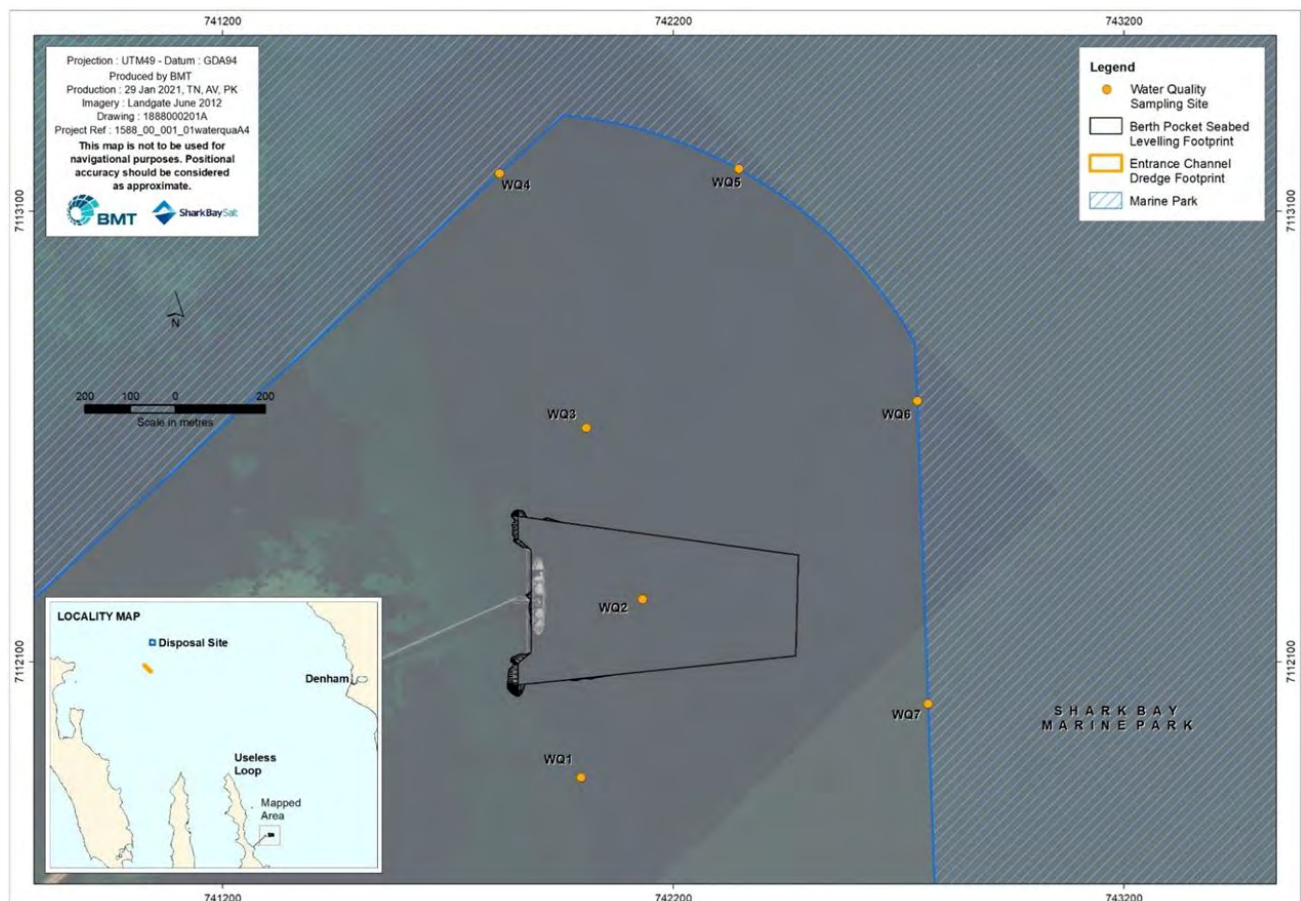 741200
742200
743200
Projection : UTM49 - Datum : GDA94
Produced by BMT
Production : 29 Jan 2021, TN, AV, PK
Imagery : Landgate June 2012
Drawing : 1888000201A
Project Ref : 1588_00_001_01waterquaA4
This map is not to be used for
navigational purposes. Positional
accuracy should be considered
as approximate.
BMT
SharkBaySalt
Legend
Water Quality
Sampling Site
Berth Pocket Seabed
Levelling Footprint
Entrance Channel
Dredge Footprint
Marine Park
7113100
7113100
WQ4
WQ5
N
200 100 0 200
Scale in metres
WQ3
WQ6
WQ2
WQ7
WQ1
SHARK BAY
MARINE PARK
7112100
7112100
LOCALITY MAP
Disposal Site
Denham
Useless
Loop
Mapped
Area
741200
742200
743200